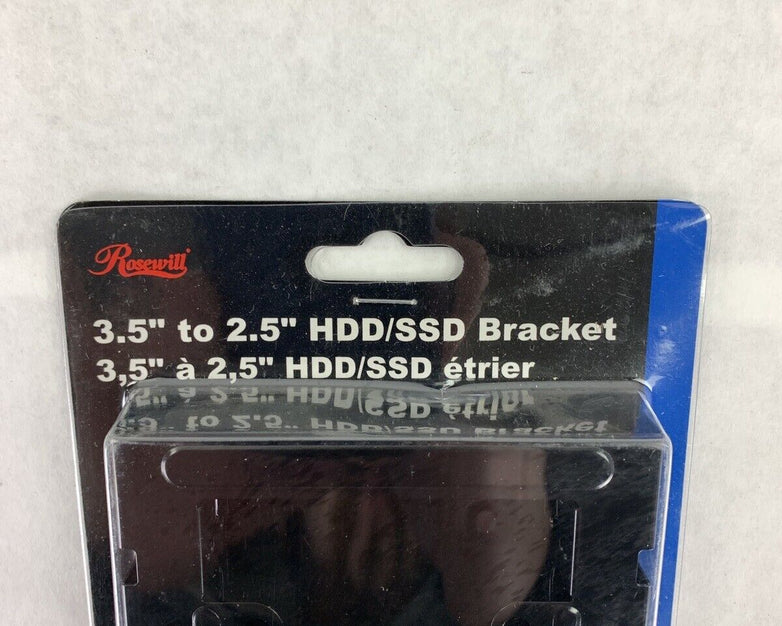 Rosewill
3.5" to 2.5" HDD/SSD Bracket
3,5" à 2,5" HDD/SSD étrier